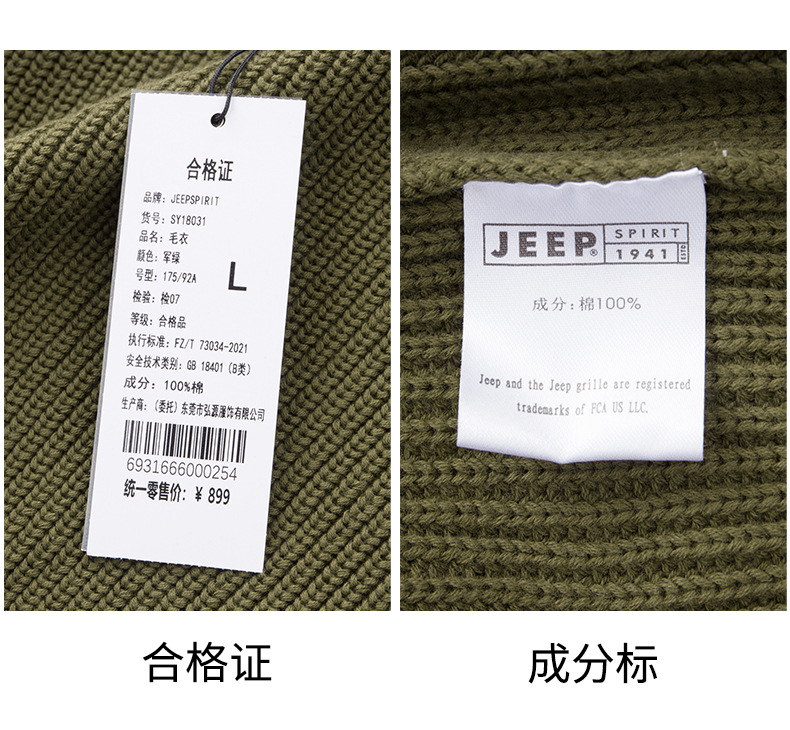 合格证
品牌：JEEPSPIRIT
货号：SY18031
品名：毛衣
颜色：军绿
号型：175/92A
L
检验：检07
等级：合格品
执行标准：FZ/T 73034-2021
安全技术类别：GB 18401（B类）
成分：100%棉
生产商：（委托）东莞市弘源服饰有限公司
6931666000254
统一零售价：¥ 899
JEEP® SPIRIT
1941
成分：棉100%
Jeep and the Jeep grille are registered
trademarks of FCA US LLC.
合格证
成分标